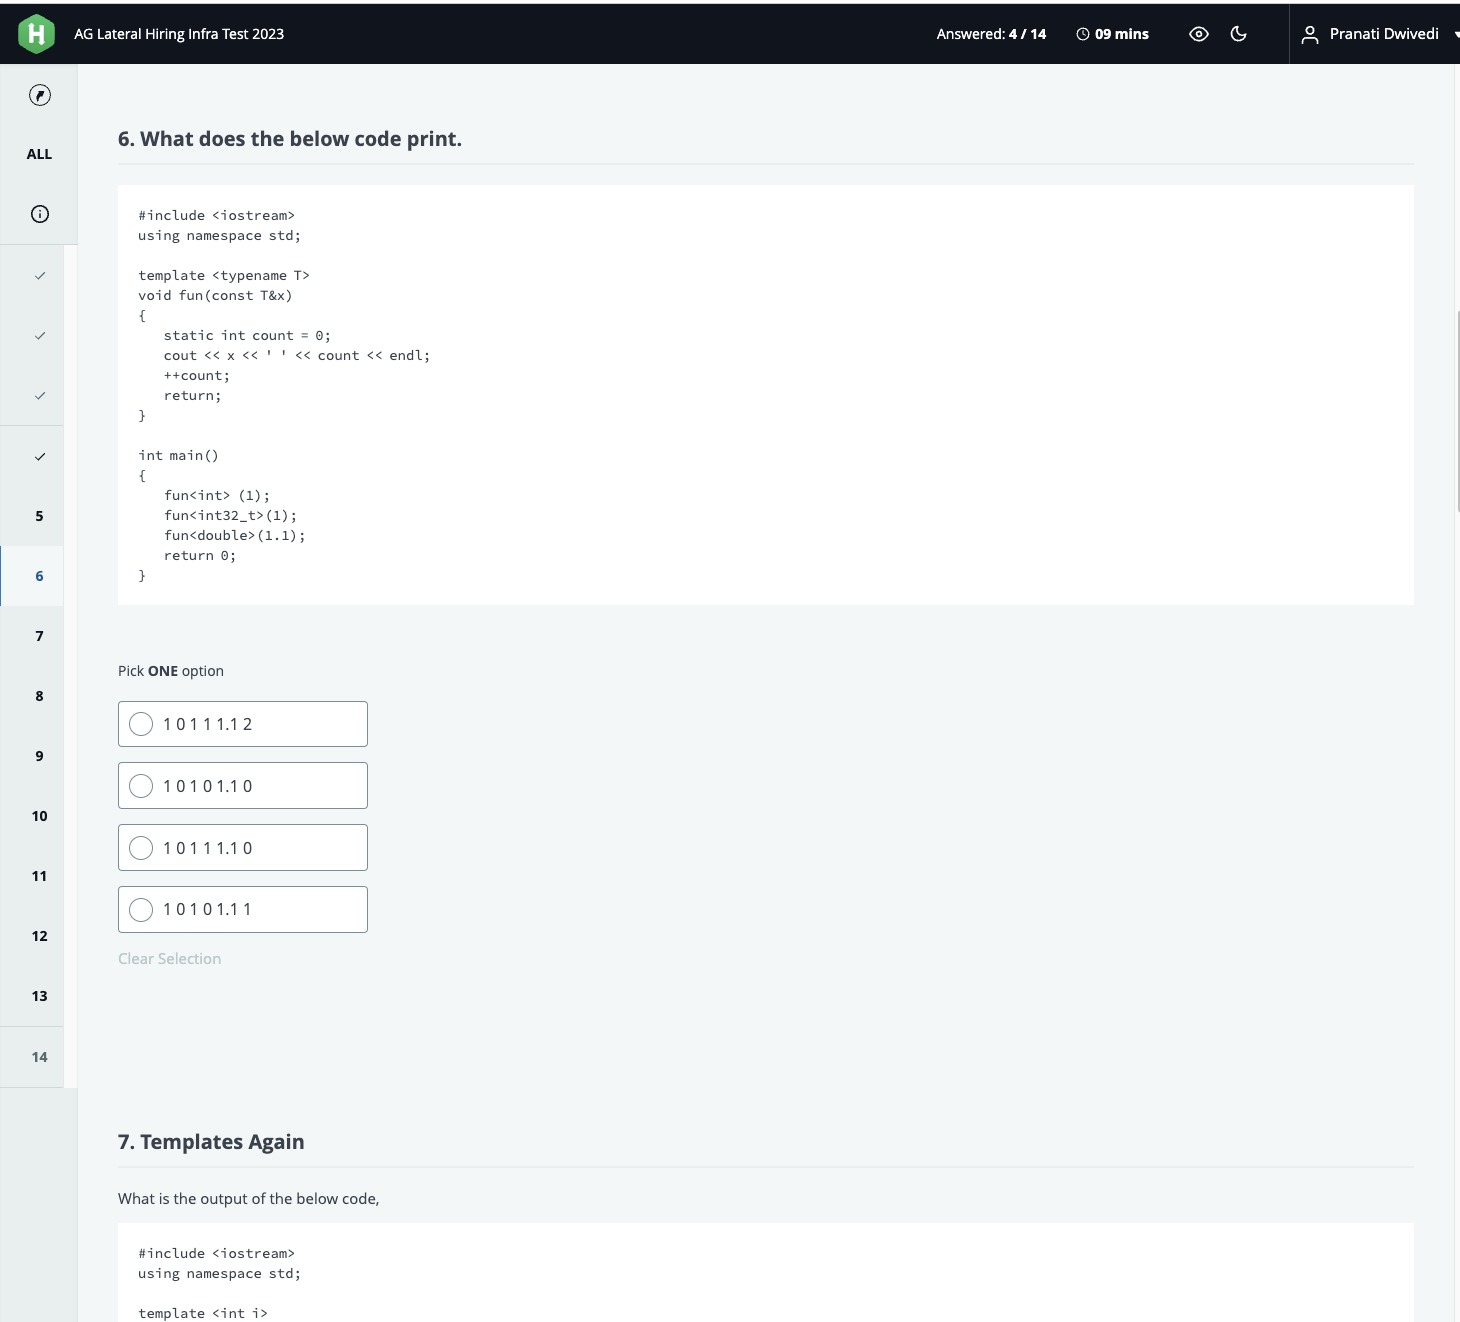 AG Lateral Hiring Infra Test 2023
Answered: 4 / 14
09 mins
Pranati Dwivedi
ALL
5
6
7
8
9
10
11
12
13
14
6. What does the below code print.
#include <iostream>
using namespace std;
template <typename T>
void fun(const T&x)
{
static int count = 0;
cout << x << ' ' << count << endl;
++count;
return;
}
int main()
{
fun<int> (1);
fun<int32_t>(1);
fun<double>(1.1);
return 0;
}
Pick ONE option
1 0 1 1 1.1 2
1 0 1 0 1.1 0
1 0 1 1 1.1 0
1 0 1 0 1.1 1
Clear Selection
7. Templates Again
What is the output of the below code,
#include <iostream>
using namespace std;
template <int i>